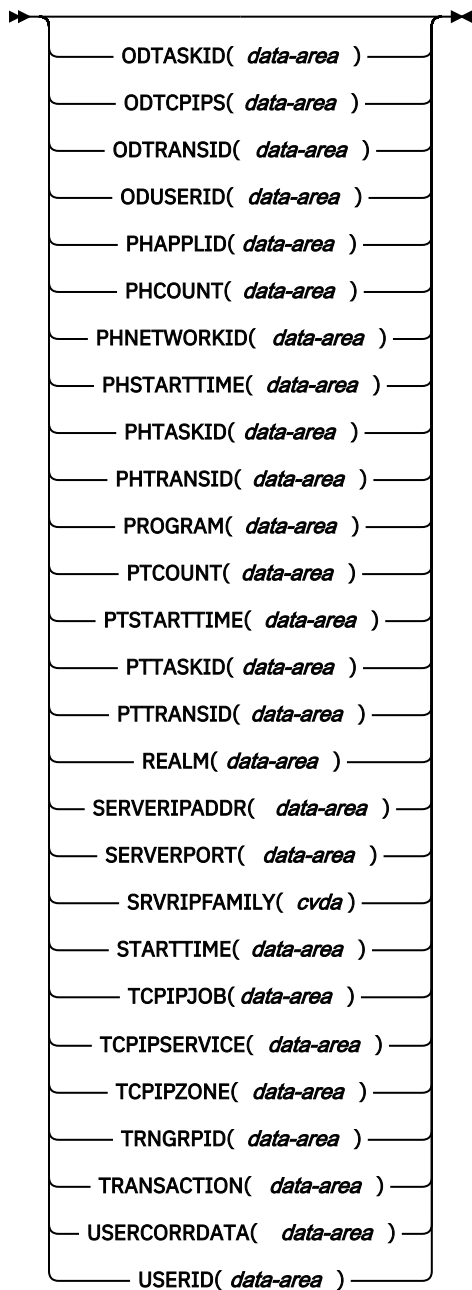 ODTASKID( data-area )
ODTCPIPS( data-area )
ODTRANSID( data-area )
ODUSERID( data-area )
PHAPPLID( data-area )
PHCOUNT( data-area )
PHNETWORKID( data-area )
PHSTARTTIME( data-area )
PHTASKID( data-area )
PHTRANSID( data-area )
PROGRAM( data-area )
PTCOUNT( data-area )
PTSTARTTIME( data-area )
PTTASKID( data-area )
PTTRANSID( data-area )
REALM( data-area )
SERVERIPADDR( data-area )
SERVERPORT( data-area )
SRVRIPFAMILY( cvda )
STARTTIME( data-area )
TCPIPJOB( data-area )
TCPIPSERVICE( data-area )
TCPIPZONE( data-area )
TRNGRPID( data-area )
TRANSACTION( data-area )
USERCORRDATA( data-area )
USERID( data-area )